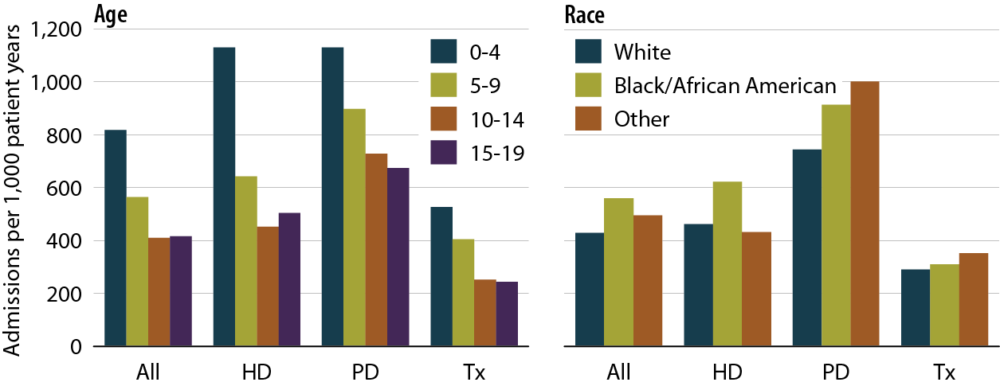 Age
Admissions per 1,000 patient years
1,200
1,000
800
600
400
200
0
0-4
5-9
10-14
15-19
All
HD
PD
Tx
Race
White
Black/African American
Other
All
HD
PD
Tx